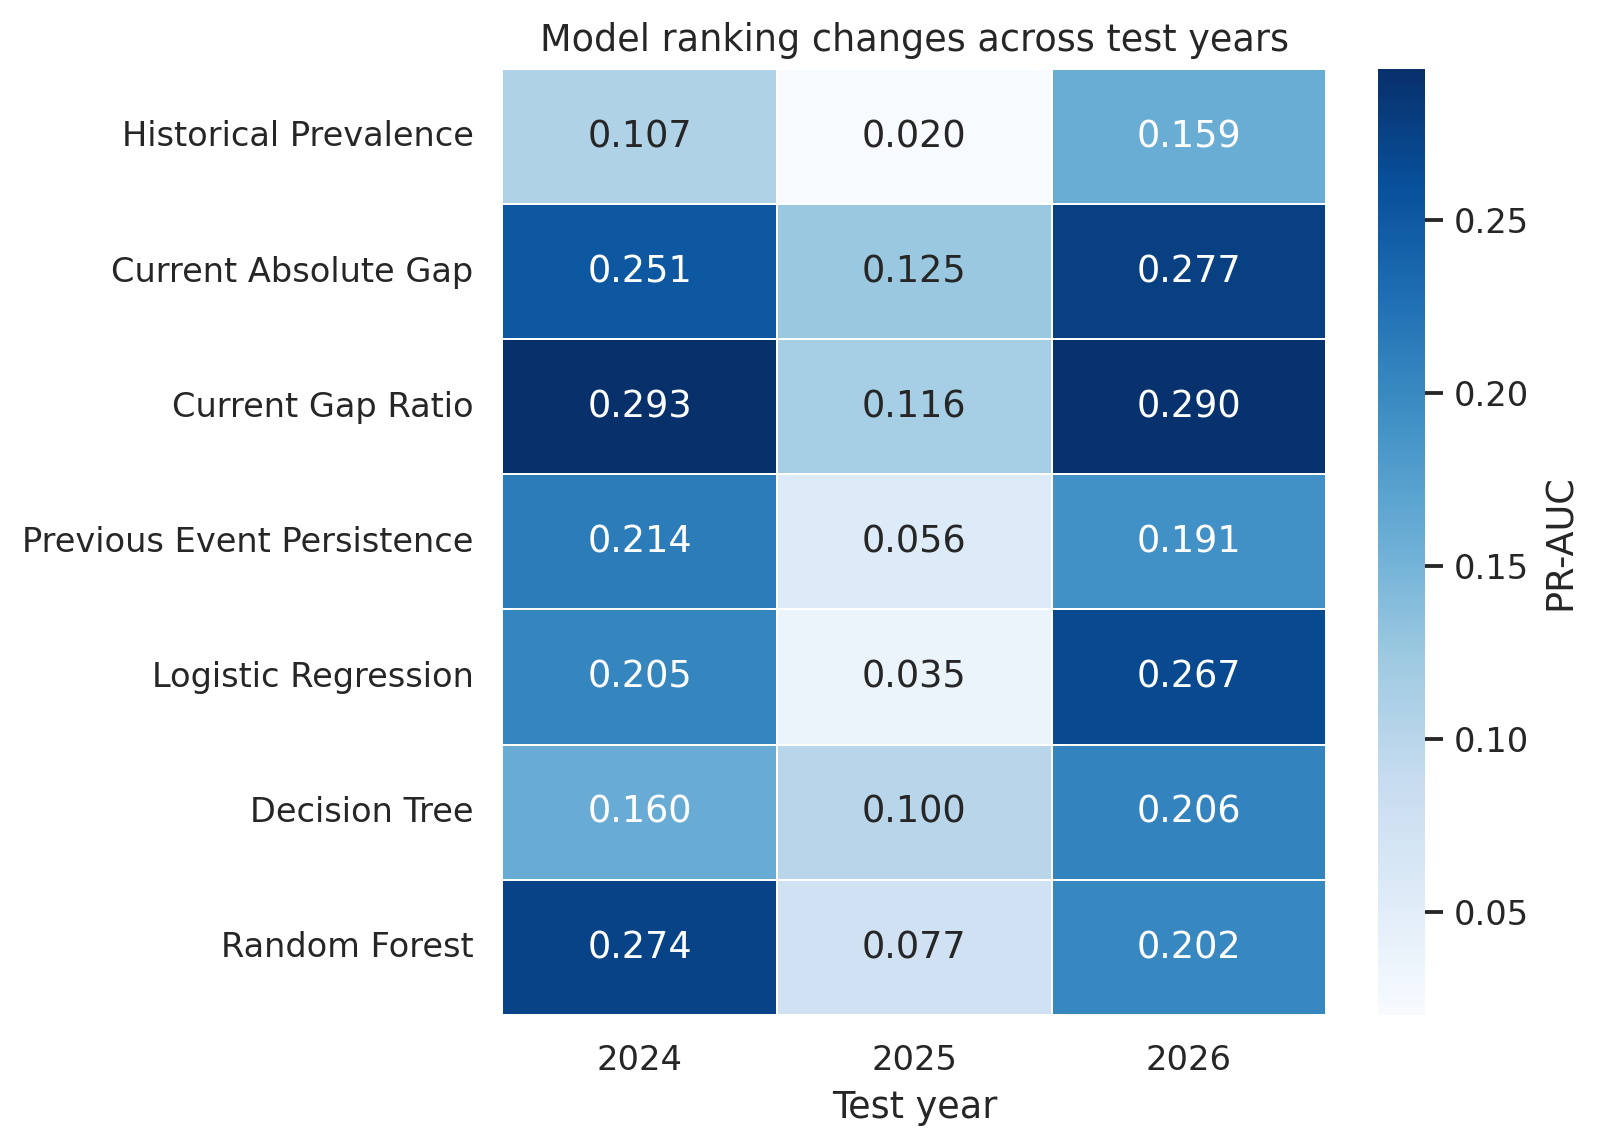 Model ranking changes across test years
Historical Prevalence 0.107 0.020 0.159
Current Absolute Gap 0.251 0.125 0.277
Current Gap Ratio 0.293 0.116 0.290
Previous Event Persistence 0.214 0.056 0.191
Logistic Regression 0.205 0.035 0.267
Decision Tree 0.160 0.100 0.206
Random Forest 0.274 0.077 0.202
2024 2025 2026
Test year
0.25
0.20
0.15
0.10
0.05
PR-AUC